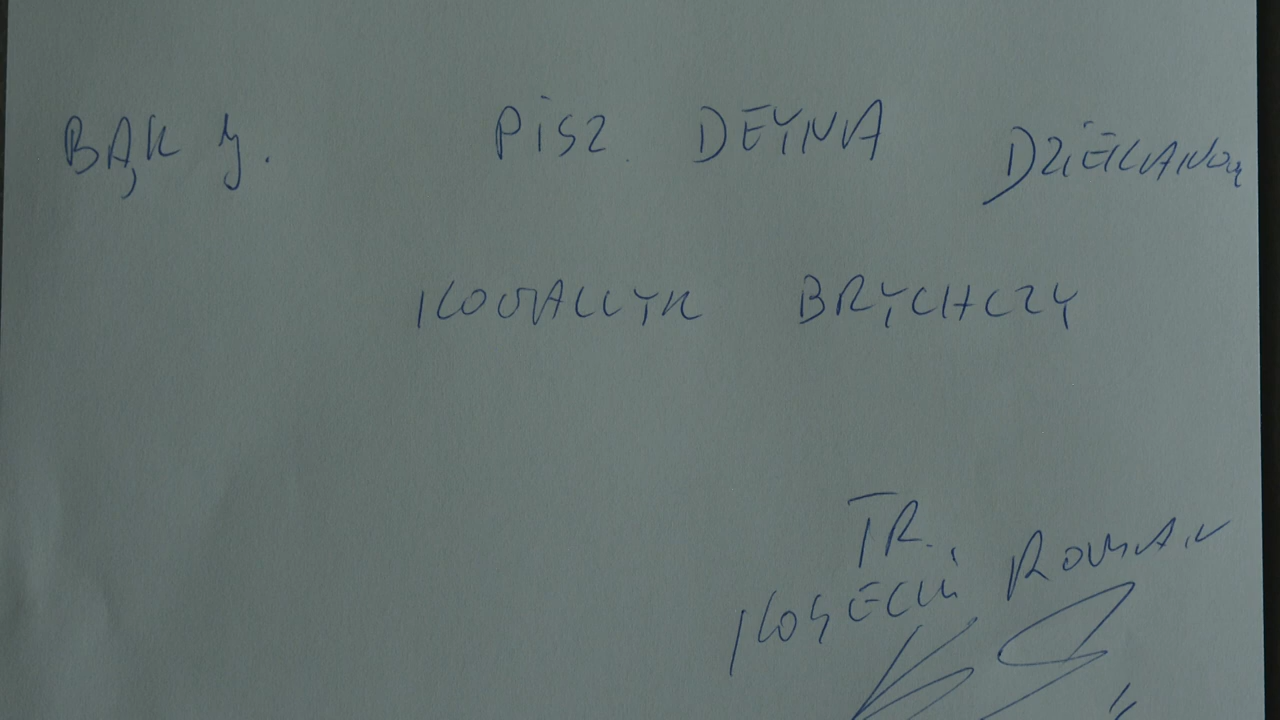 BĄK J. PISZ DEYNA DZIEKANOW
KOWALCZYK BRYCHCZY
TR.
KOSECKI ROMAN